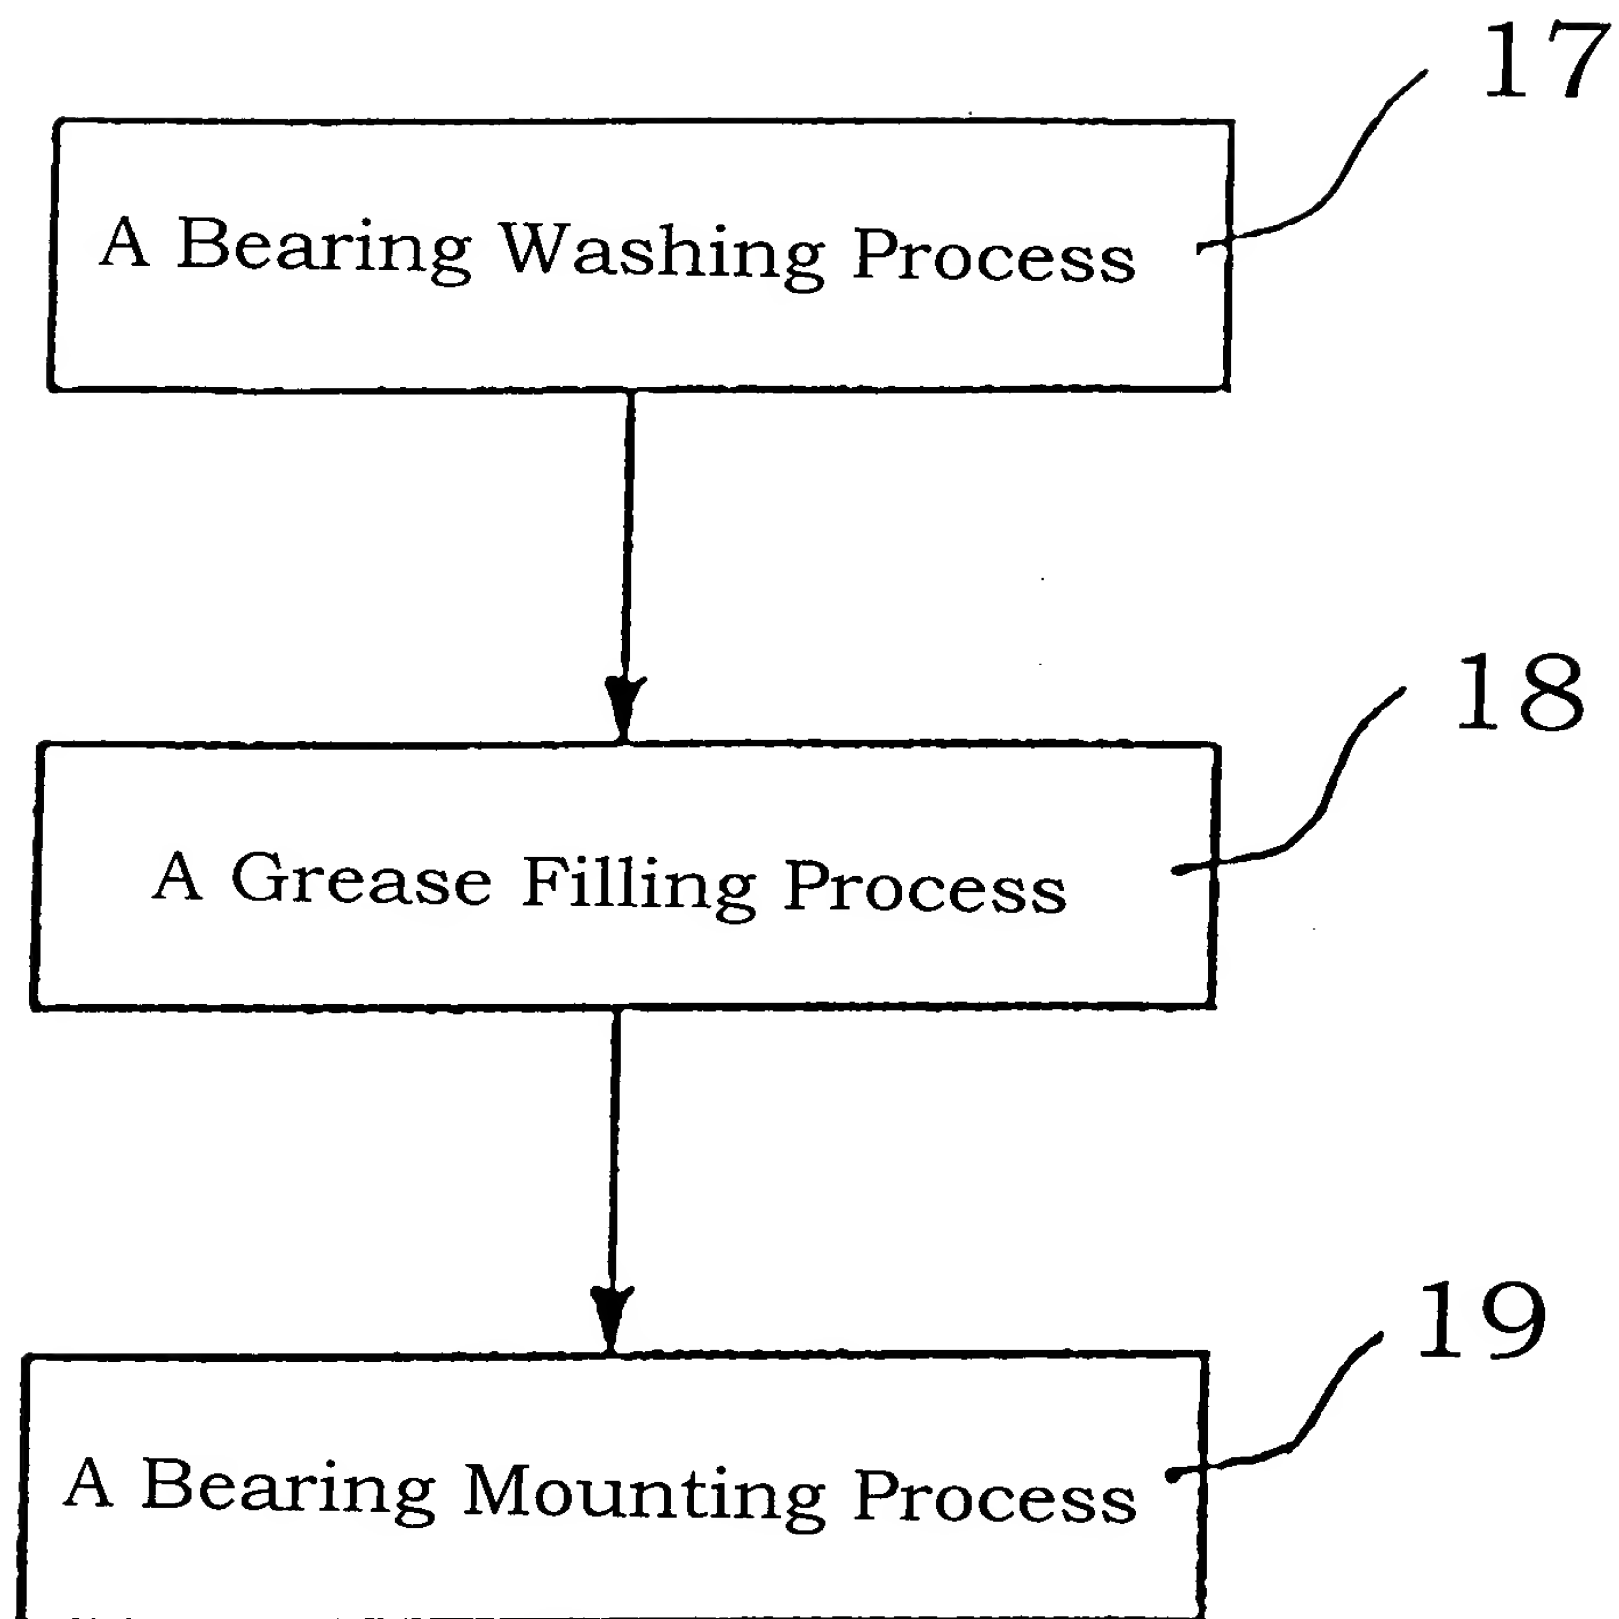 17
A Bearing Washing Process
18
A Grease Filling Process
19
A Bearing Mounting Process